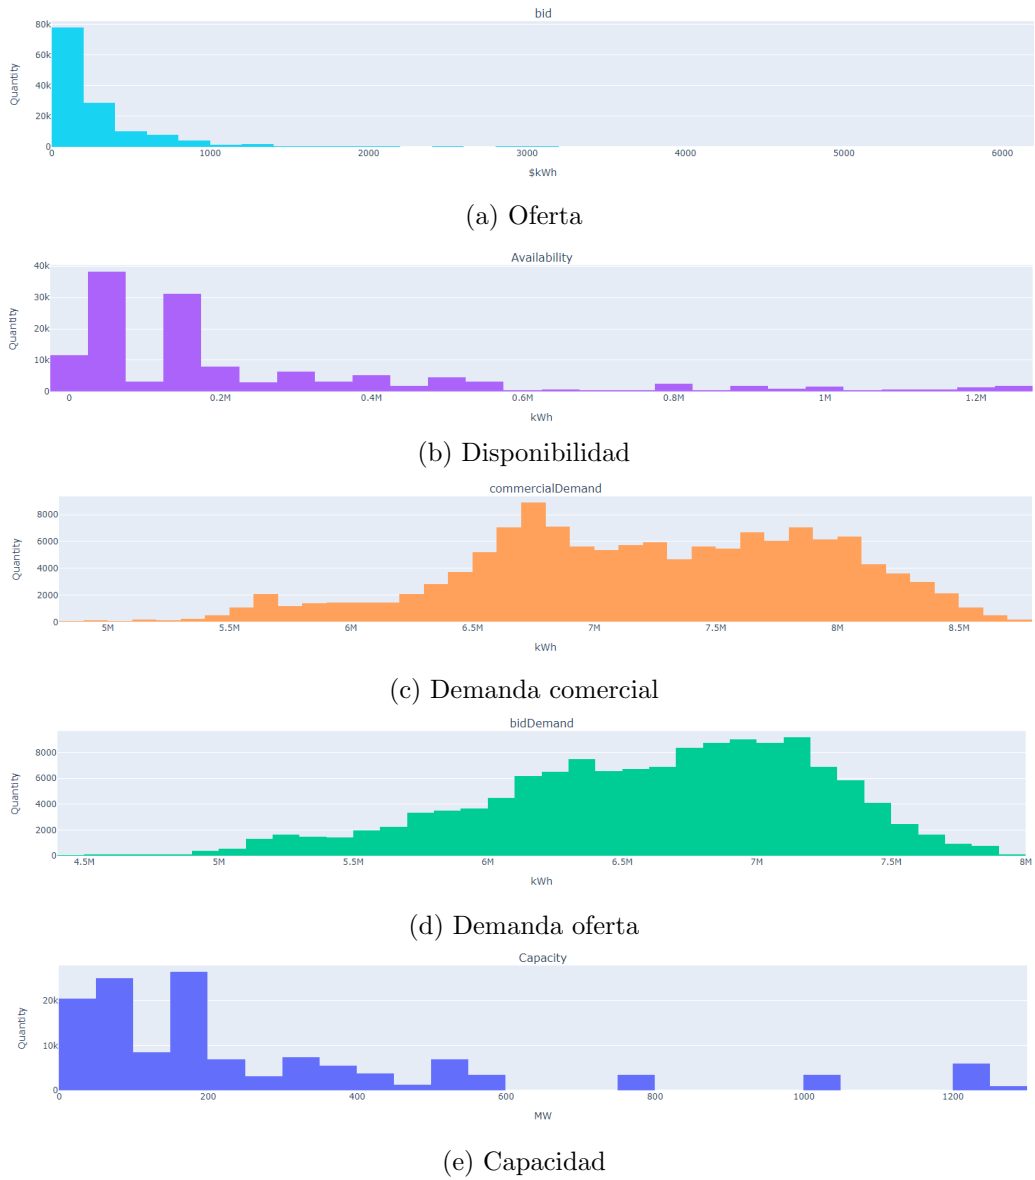 bid
80k
60k
40k
20k
0
Quantity
0 1000 2000 3000 4000 5000 6000
$kWh
(a) Oferta
Availability
40k
30k
20k
10k
0
Quantity
0 0.2M 0.4M 0.6M 0.8M 1M 1.2M
kWh
(b) Disponibilidad
commercialDemand
8000
6000
4000
2000
0
Quantity
5M 5.5M 6M 6.5M 7M 7.5M 8M 8.5M
kWh
(c) Demanda comercial
bidDemand
8000
6000
4000
2000
0
Quantity
4.5M 5M 5.5M 6M 6.5M 7M 7.5M 8M
kWh
(d) Demanda oferta
Capacity
20k
10k
0
Quantity
0 200 400 600 800 1000 1200
MW
(e) Capacidad